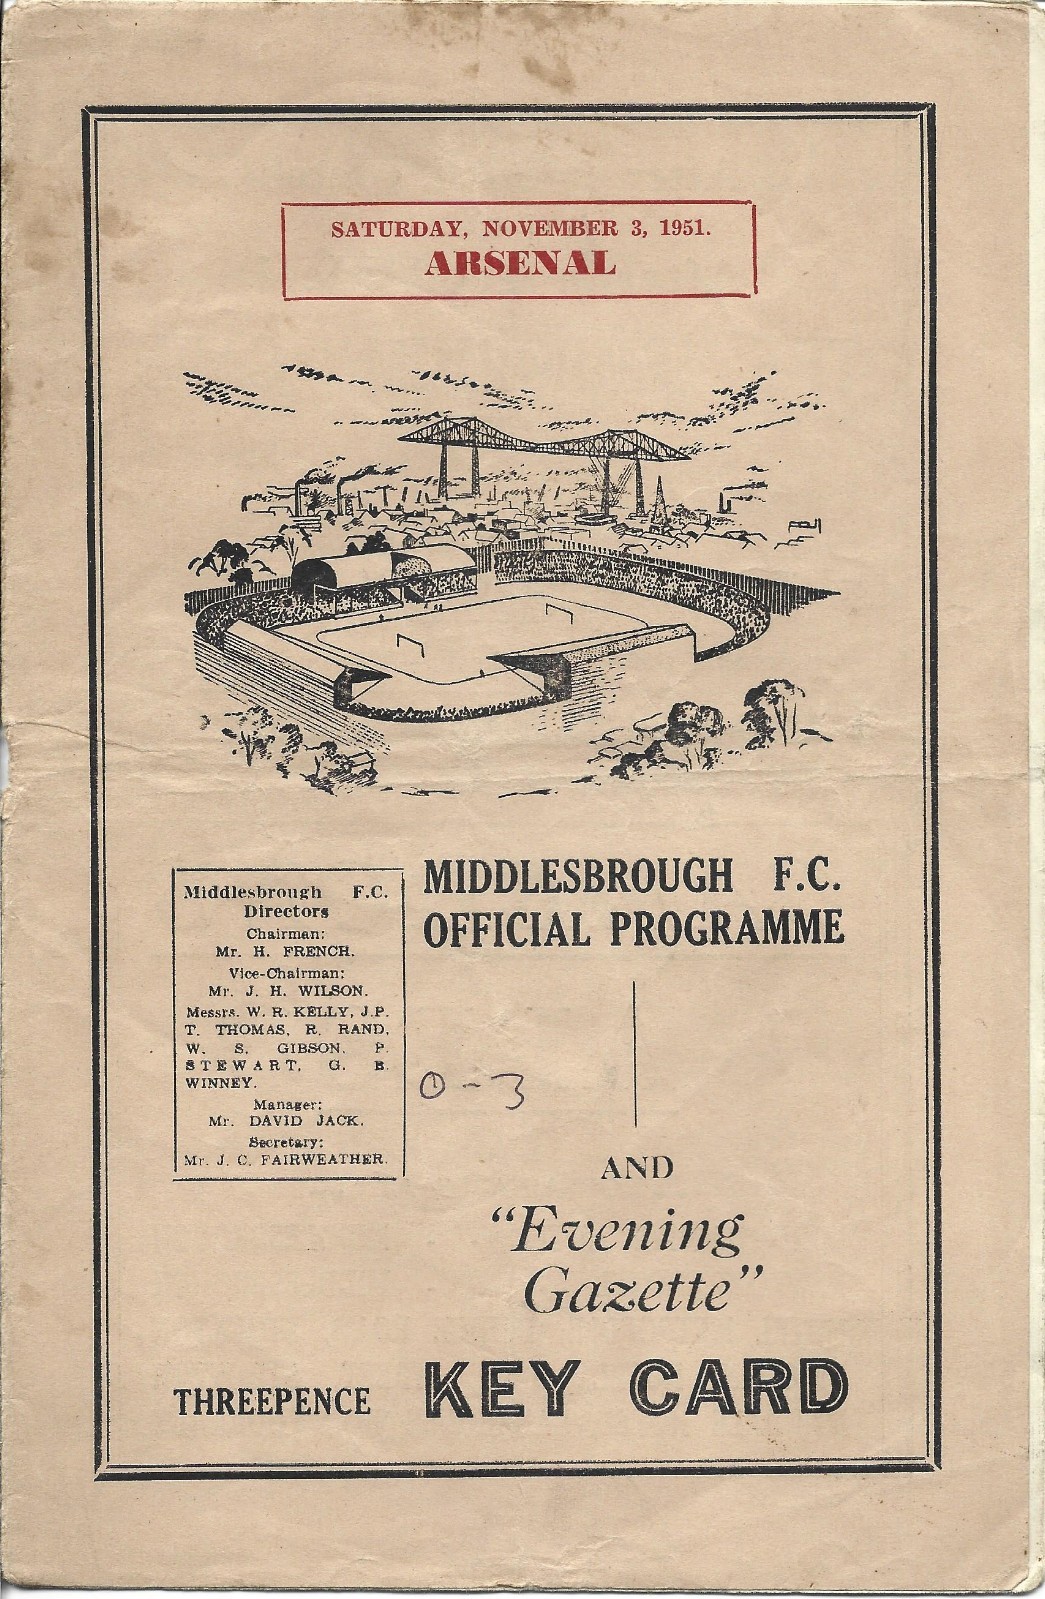 SATURDAY, NOVEMBER 3, 1951.
ARSENAL
Middlesbrough F.C.
Directors
Chairman:
Mr. H. FRENCH.
Vice-Chairman:
Mr. J. H. WILSON.
Messrs. W. R. KELLY, J.P.
T. THOMAS, R. RAND,
W. S. GIBSON, P.
STEWART, G. B.
WINNEY.
Manager:
Mr. DAVID JACK.
Secretary:
Mr. J. C. FAIRWEATHER.
MIDDLESBROUGH F.C.
OFFICIAL PROGRAMME
0-3
AND
"Evening
Gazette"
THREEPENCE
KEY CARD